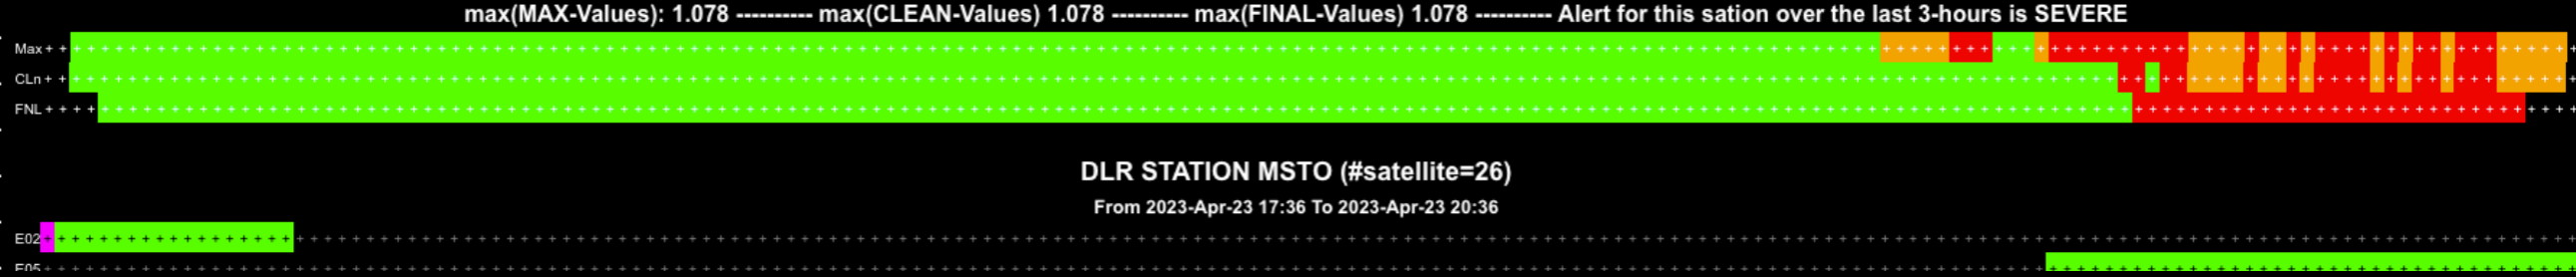 max(MAX-Values): 1.078 ---------- max(CLEAN-Values) 1.078 ---------- max(FINAL-Values) 1.078 ---------- Alert for this sation over the last 3-hours is SEVERE
Max
CLn
FNL
DLR STATION MSTO (#satellite=26)
From 2023-Apr-23 17:36 To 2023-Apr-23 20:36
E02
E05